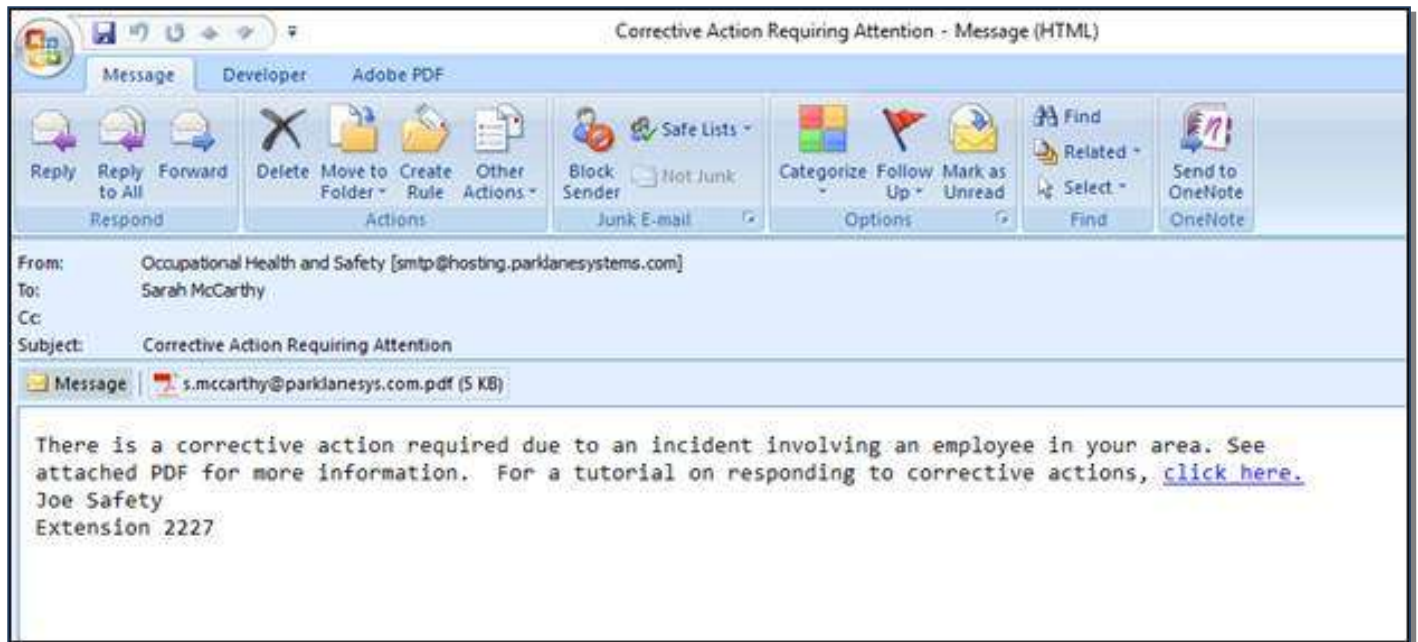 Corrective Action Requiring Attention - Message (HTML)
Message Developer Adobe PDF
Reply Reply to All Forward Delete Move to Folder Create Rule Other Actions Block Sender Safe Lists Not Junk Categorize Follow Up Mark as Unread Find Related Select Send to OneNote
Respond Actions Junk E-mail Options Find OneNote
From: Occupational Health and Safety [smtp@hosting.parklanesystems.com]
To: Sarah McCarthy
Cc:
Subject: Corrective Action Requiring Attention
Message s.mccarthy@parklanesys.com.pdf (5 KB)
There is a corrective action required due to an incident involving an employee in your area. See
attached PDF for more information. For a tutorial on responding to corrective actions, click here.
Joe Safety
Extension 2227